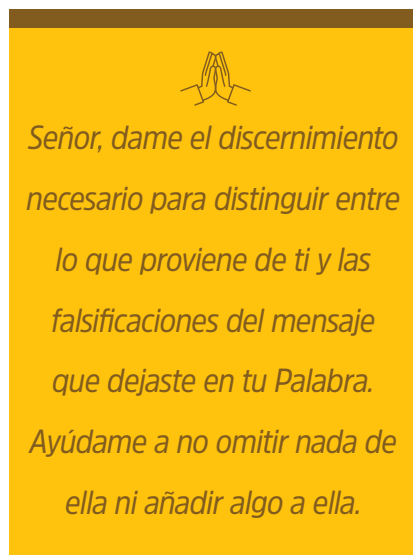 Señor, dame el discernimiento
necesario para distinguir entre
lo que proviene de ti y las
falsificaciones del mensaje
que dejaste en tu Palabra.
Ayúdame a no omitir nada de
ella ni añadir algo a ella.